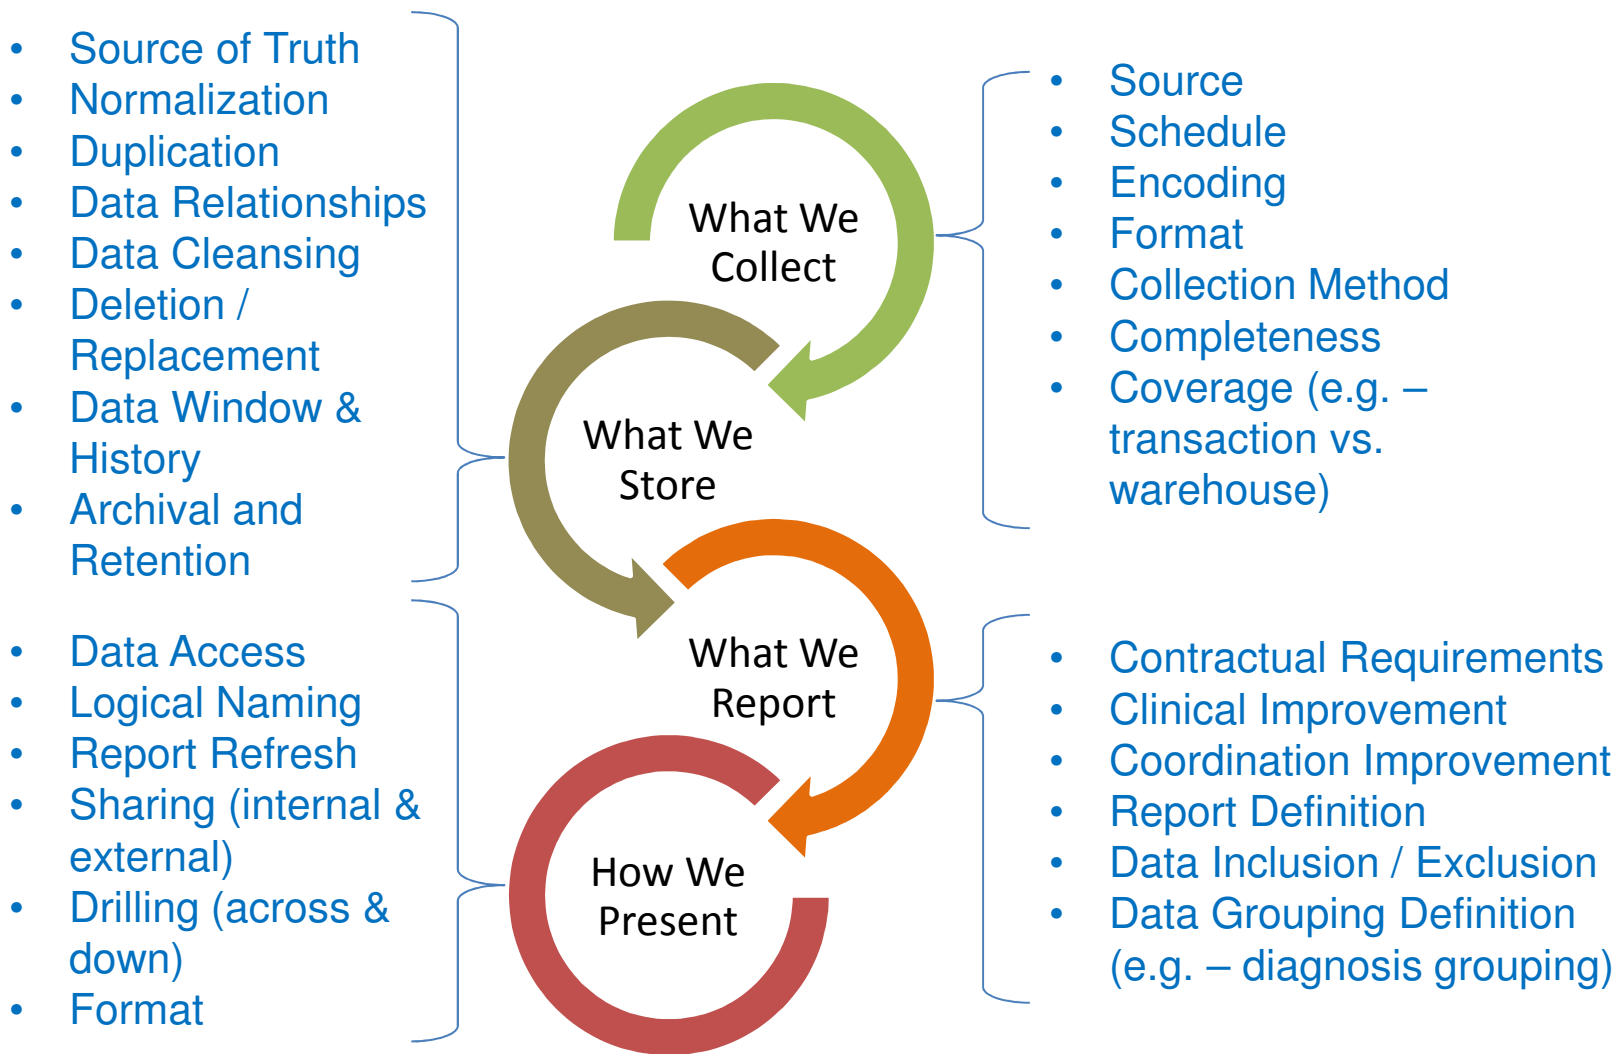 • Source of Truth
• Normalization
• Duplication
• Data Relationships
• Data Cleansing
• Deletion /
Replacement
• Data Window &
History
• Archival and
Retention
What We
Collect
• Source
• Schedule
• Encoding
• Format
• Collection Method
• Completeness
• Coverage (e.g. –
transaction vs.
warehouse)
What We
Store
What We
Report
• Data Access
• Logical Naming
• Report Refresh
• Sharing (internal &
external)
• Drilling (across &
down)
• Format
How We
Present
• Contractual Requirements
• Clinical Improvement
• Coordination Improvement
• Report Definition
• Data Inclusion / Exclusion
• Data Grouping Definition
(e.g. – diagnosis grouping)